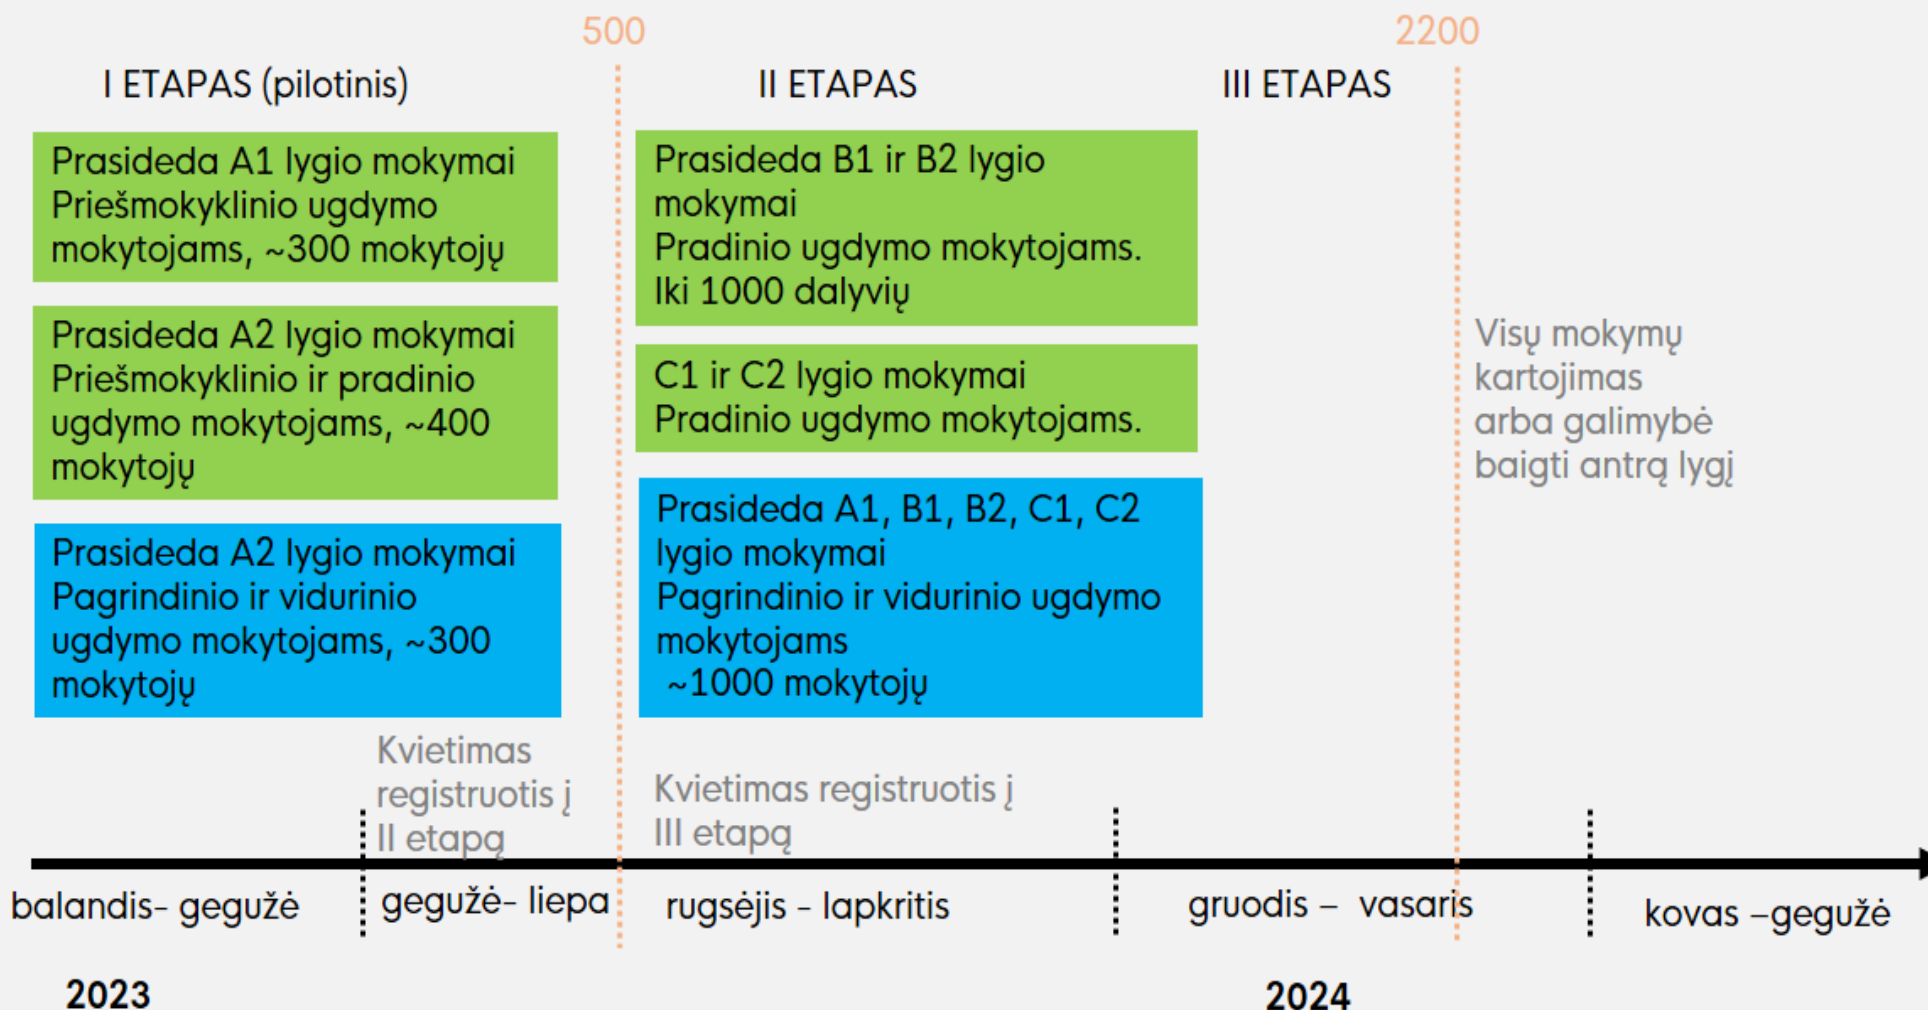 500
2200
I ETAPAS (pilotinis)
II ETAPAS
III ETAPAS
Prasideda A1 lygio mokymai
Priešmokyklinio ugdymo
mokytojams, ~300 mokytojų
Prasideda A2 lygio mokymai
Priešmokyklinio ir pradinio
ugdymo mokytojams, ~400
mokytojų
Prasideda A2 lygio mokymai
Pagrindinio ir vidurinio
ugdymo mokytojams, ~300
mokytojų
Prasideda B1 ir B2 lygio
mokymai
Pradinio ugdymo mokytojams.
Iki 1000 dalyvių
C1 ir C2 lygio mokymai
Pradinio ugdymo mokytojams.
Prasideda A1, B1, B2, C1, C2
lygio mokymai
Pagrindinio ir vidurinio ugdymo
mokytojams
~1000 mokytojų
Visų mokymų
kartojimas
arba galimybė
baigti antrą lygį
Kvietimas
registruotis į
II etapą
Kvietimas registruotis į
III etapą
balandis- gegužė
gegužė- liepa
rugsėjis - lapkritis
gruodis – vasaris
kovas –gegužė
2023
2024